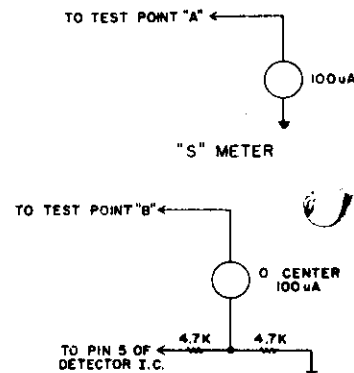 TO TEST POINT "A"
100uA
"S" METER
TO TEST POINT "B"
O CENTER
100uA
4.7K 4.7K
TO PIN 5 OF
DETECTOR I.C.